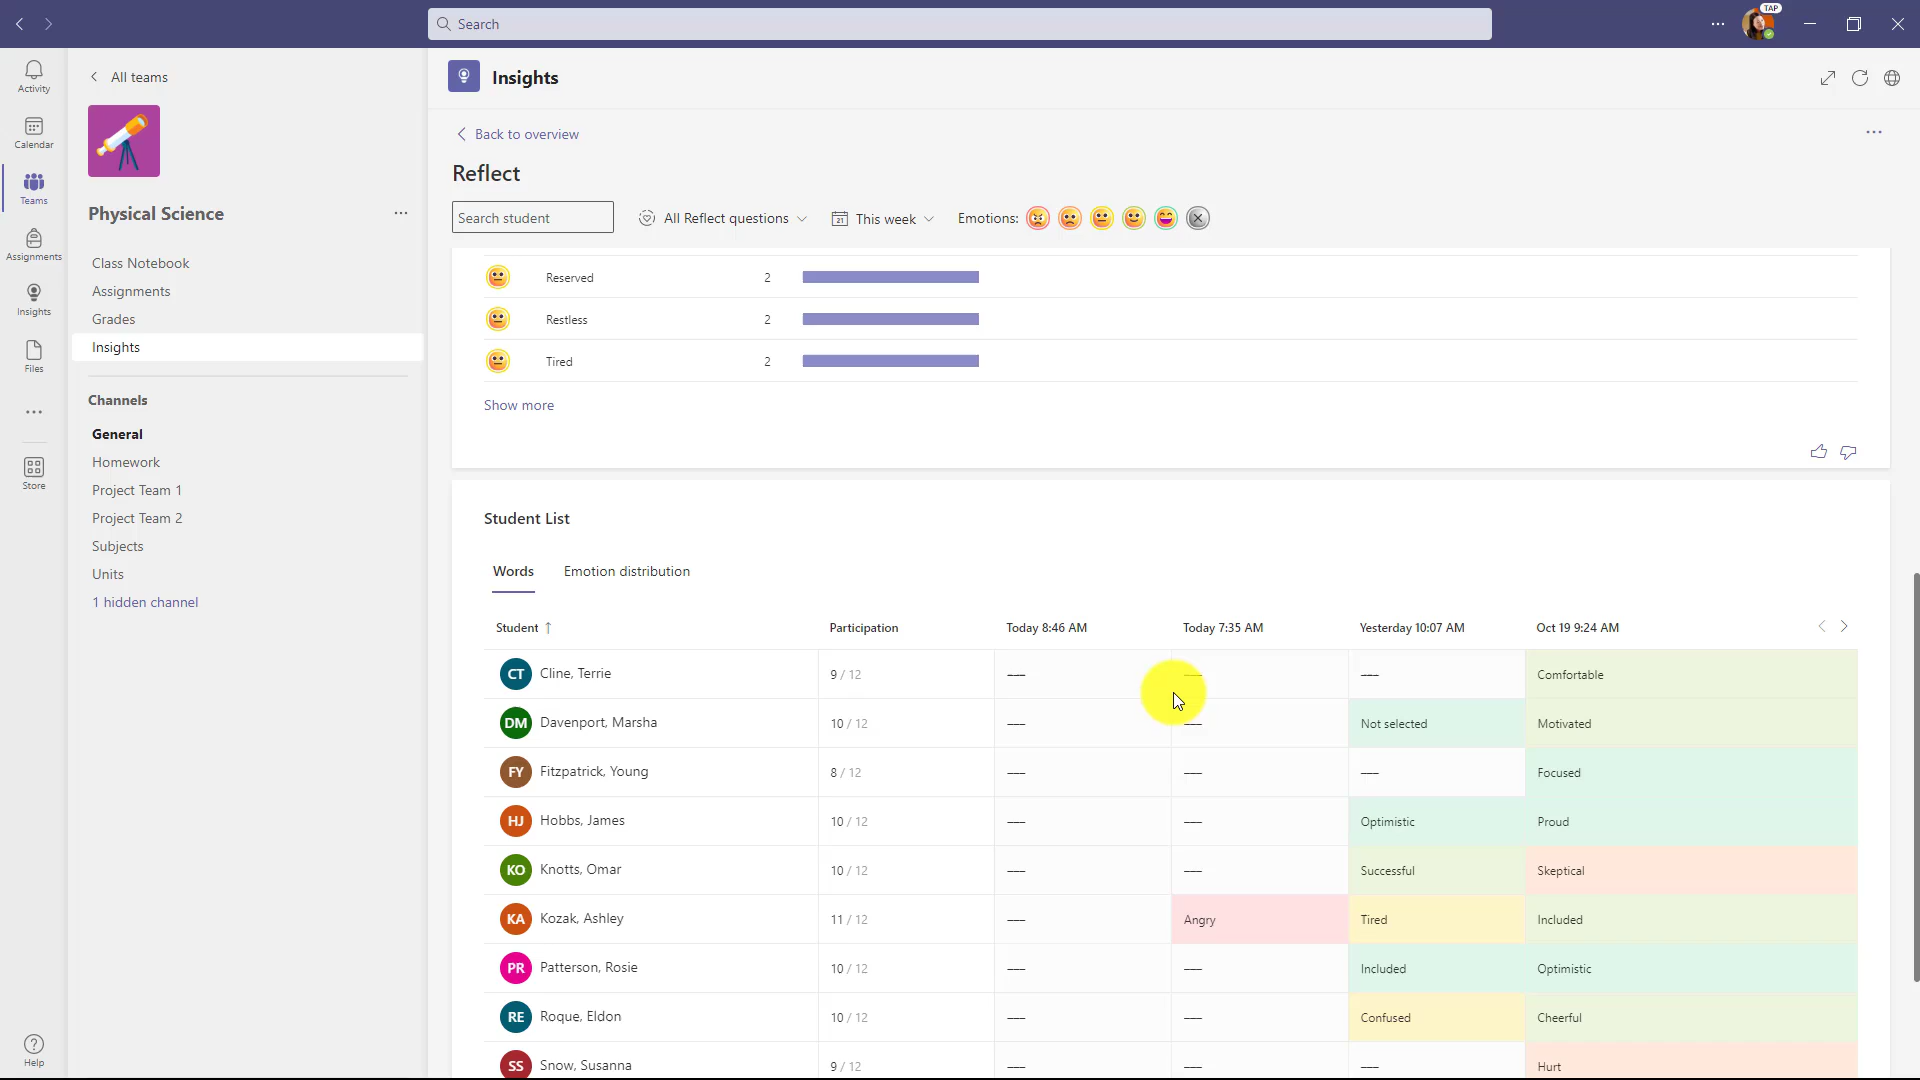 Search
TAP
Activity
Calendar
Teams
Assignments
Insights
Files
Store
Help
All teams
Physical Science
Class Notebook
Assignments
Grades
Insights
Channels
General
Homework
Project Team 1
Project Team 2
Subjects
Units
1 hidden channel
Insights
Back to overview
Reflect
Search student
All Reflect questions
21 This week
Emotions:
Reserved 2
Restless 2
Tired 2
Show more
Student List
Words Emotion distribution
Student ↑ Participation Today 8:46 AM Today 7:35 AM Yesterday 10:07 AM Oct 19 9:24 AM
CT Cline, Terrie 9 / 12 --- --- --- Comfortable
DM Davenport, Marsha 10 / 12 --- --- Not selected Motivated
FY Fitzpatrick, Young 8 / 12 --- --- --- Focused
HJ Hobbs, James 10 / 12 --- --- Optimistic Proud
KO Knotts, Omar 10 / 12 --- --- Successful Skeptical
KA Kozak, Ashley 11 / 12 --- Angry Tired Included
PR Patterson, Rosie 10 / 12 --- --- Included Optimistic
RE Roque, Eldon 10 / 12 --- --- Confused Cheerful
SS Snow, Susanna 9 / 12 --- --- --- Hurt